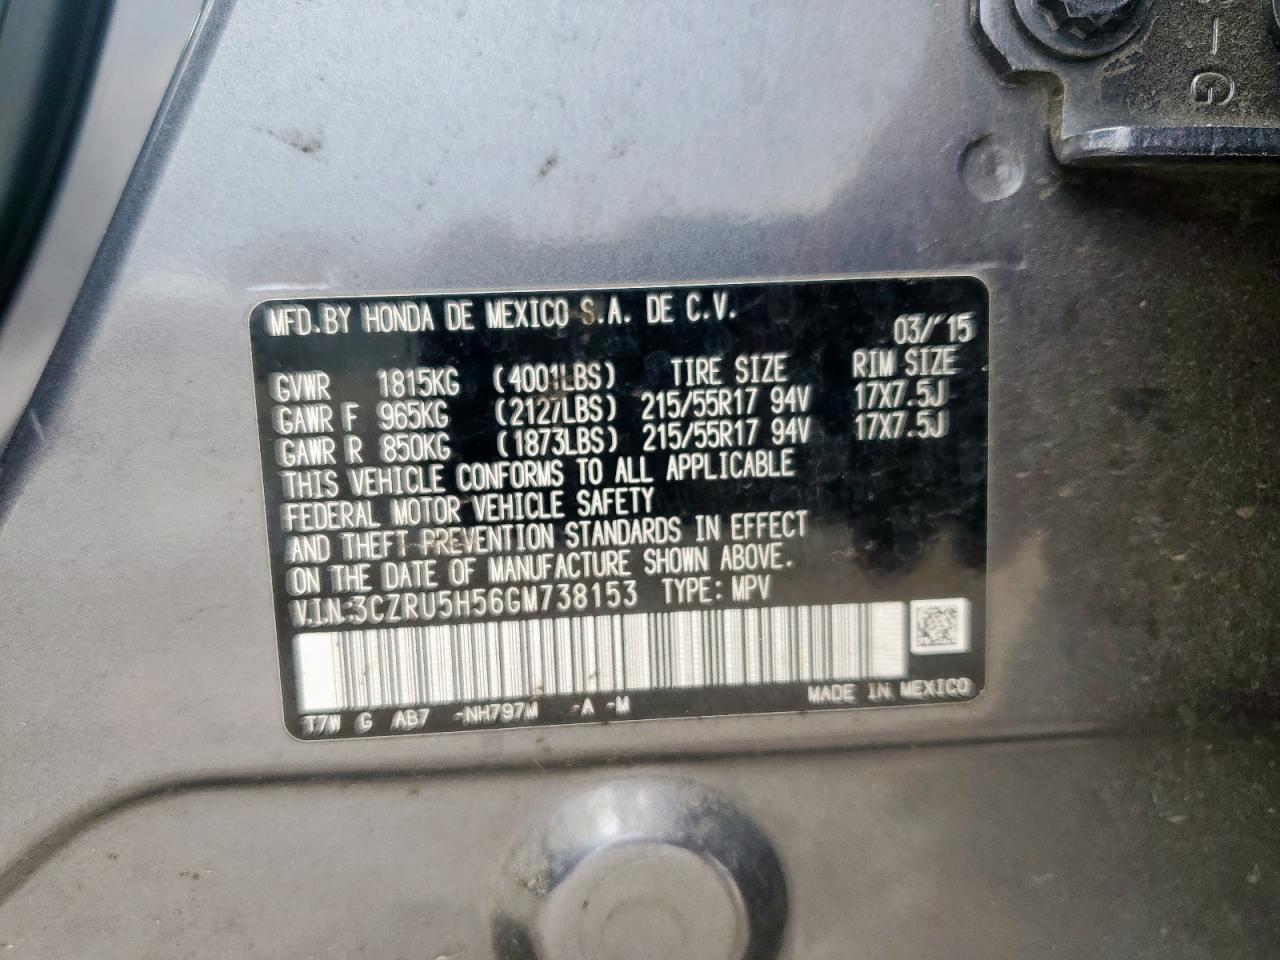 -G
MFD.BY HONDA DE MEXICO S.A. DE C.V.
03/'15
GVWR 1815KG (4001LBS) TIRE SIZE RIM SIZE
GAWR F 965KG (2127LBS) 215/55R17 94V 17X7.5J
GAWR R 850KG (1873LBS) 215/55R17 94V 17X7.5J
THIS VEHICLE CONFORMS TO ALL APPLICABLE
FEDERAL MOTOR VEHICLE SAFETY
AND THEFT PREVENTION STANDARDS IN EFFECT
ON THE DATE OF MANUFACTURE SHOWN ABOVE.
V.I.N:3CZRU5H56GM738153 TYPE: MPV
T7W G AB7 -NH797M -A -M MADE IN MEXICO